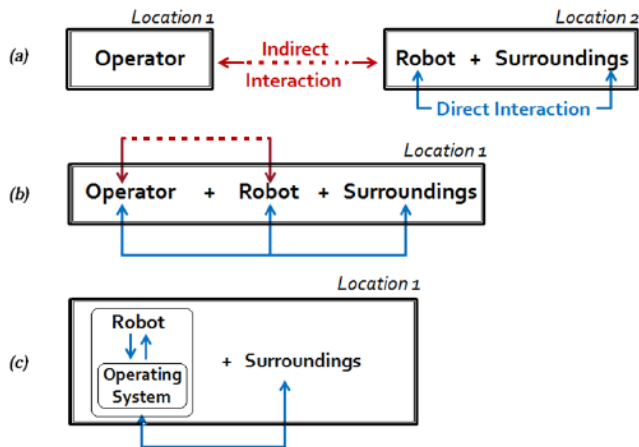 Location 1
Location 2
(a)
Operator
Indirect
Interaction
Robot + Surroundings
Direct Interaction
Location 1
(b)
Operator + Robot + Surroundings
Location 1
(c)
Robot
Operating
System
+ Surroundings